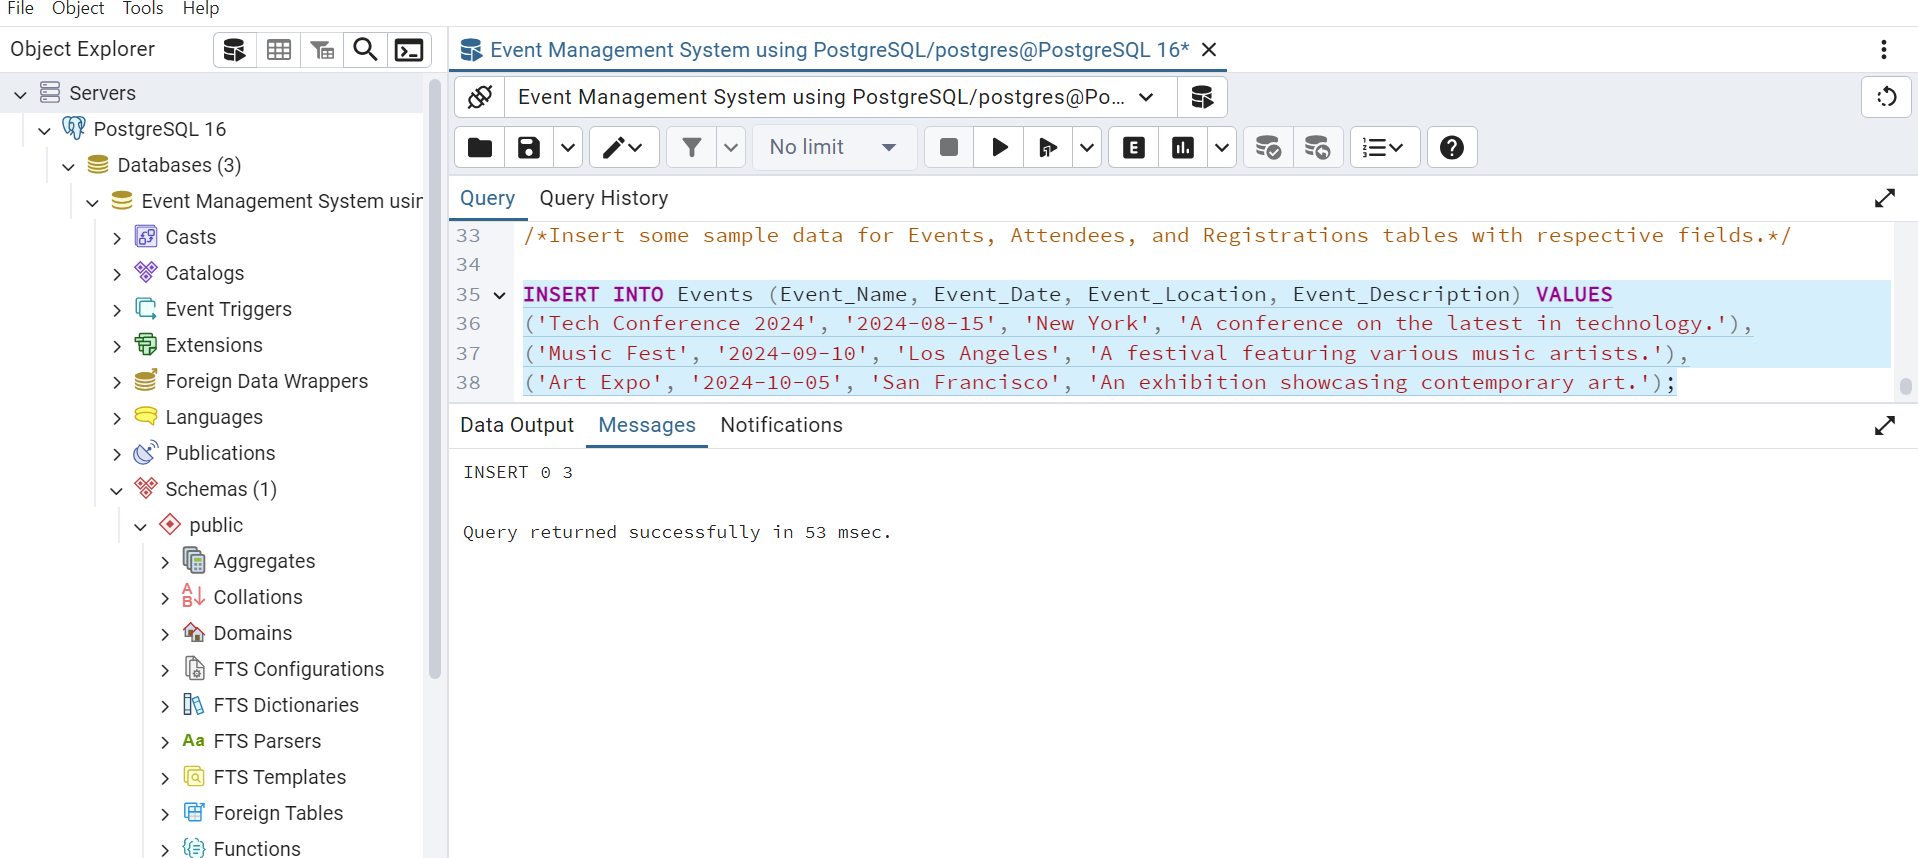 File Object Tools Help
Object Explorer
Servers
PostgreSQL 16
Databases (3)
Event Management System usin
Casts
Catalogs
Event Triggers
Extensions
Foreign Data Wrappers
Languages
Publications
Schemas (1)
public
Aggregates
Collations
Domains
FTS Configurations
FTS Dictionaries
Aa FTS Parsers
FTS Templates
Foreign Tables
Functions
Event Management System using PostgreSQL/postgres@PostgreSQL 16*
Event Management System using PostgreSQL/postgres@Po...
No limit
E
Query Query History
33 /*Insert some sample data for Events, Attendees, and Registrations tables with respective fields.*/
34
35 INSERT INTO Events (Event_Name, Event_Date, Event_Location, Event_Description) VALUES
36 ('Tech Conference 2024', '2024-08-15', 'New York', 'A conference on the latest in technology.'),
37 ('Music Fest', '2024-09-10', 'Los Angeles', 'A festival featuring various music artists.'),
38 ('Art Expo', '2024-10-05', 'San Francisco', 'An exhibition showcasing contemporary art.');
Data Output Messages Notifications
INSERT 0 3
Query returned successfully in 53 msec.